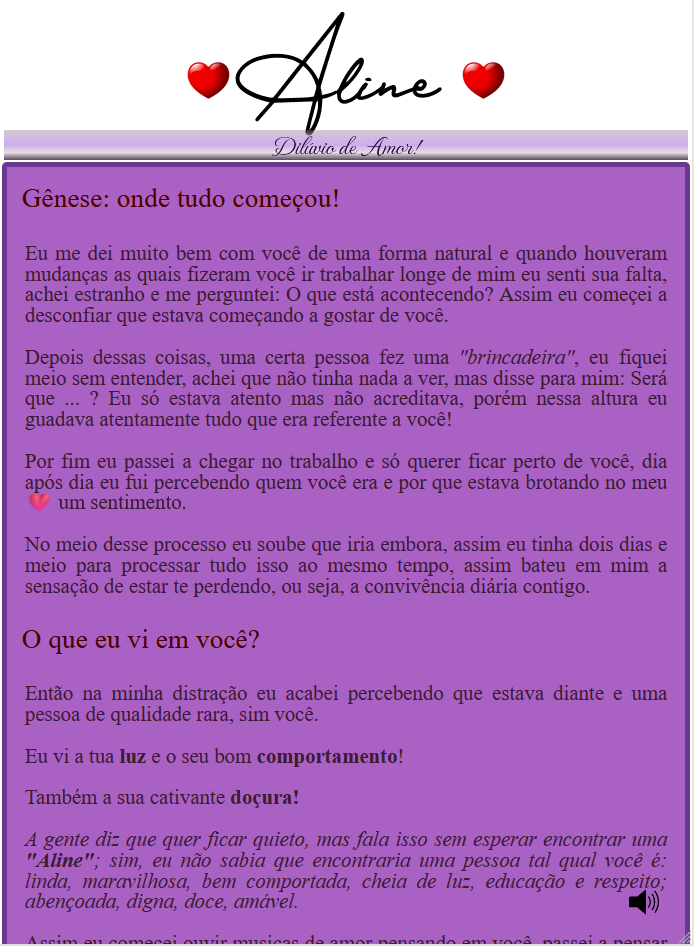 Aline
Dilúvio de Amor!
Gênese: onde tudo começou!
Eu me dei muito bem com você de uma forma natural e quando houveram
mudanças as quais fizeram você ir trabalhar longe de mim eu senti sua falta,
achei estranho e me perguntei: O que está acontecendo? Assim eu começei a
desconfiar que estava começando a gostar de você.
Depois dessas coisas, uma certa pessoa fez uma "brincadeira", eu fiquei
meio sem entender, achei que não tinha nada a ver, mas disse para mim: Será
que ... ? Eu só estava atento mas não acreditava, porém nessa altura eu
guadava atentamente tudo que era referente a você!
Por fim eu passei a chegar no trabalho e só querer ficar perto de você, dia
após dia eu fui percebendo quem você era e por que estava brotando no meu
um sentimento.
No meio desse processo eu soube que iria embora, assim eu tinha dois dias e
meio para processar tudo isso ao mesmo tempo, assim bateu em mim a
sensação de estar te perdendo, ou seja, a convivência diária contigo.
O que eu vi em você?
Então na minha distração eu acabei percebendo que estava diante e uma
pessoa de qualidade rara, sim você.
Eu vi a tua luz e o seu bom comportamento!
Também a sua cativante doçura!
A gente diz que quer ficar quieto, mas fala isso sem esperar encontrar uma
"Aline"; sim, eu não sabia que encontraria uma pessoa tal qual você é:
linda, maravilhosa, bem comportada, cheia de luz, educação e respeito;
abençoada, digna, doce, amável.
Assim eu comecei ouvir musicas de amor pensando em você, passei a pensar